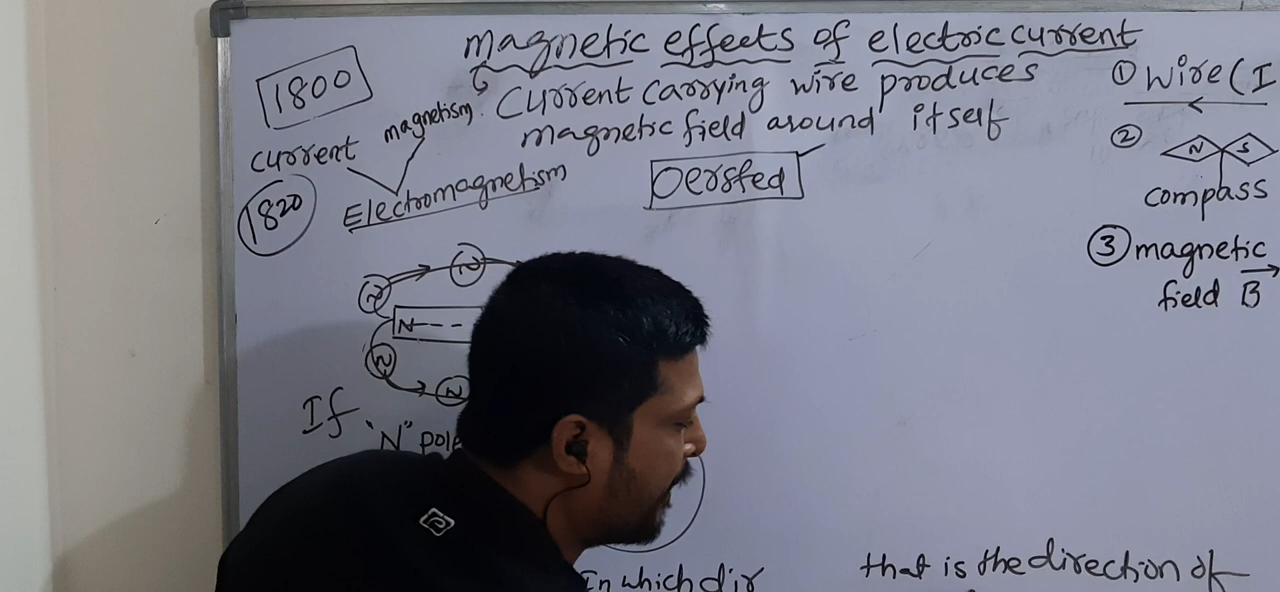 magnetic effects of electric current
1800
Current carrying wire produces
magnetic field around itself
current magnetism.
1820
Electromagnetism
Oersted
① Wire (I
②
N S
compass
③ magnetic
field B
N N
N---
N N
If "N" pole
In which dir
that is the direction of